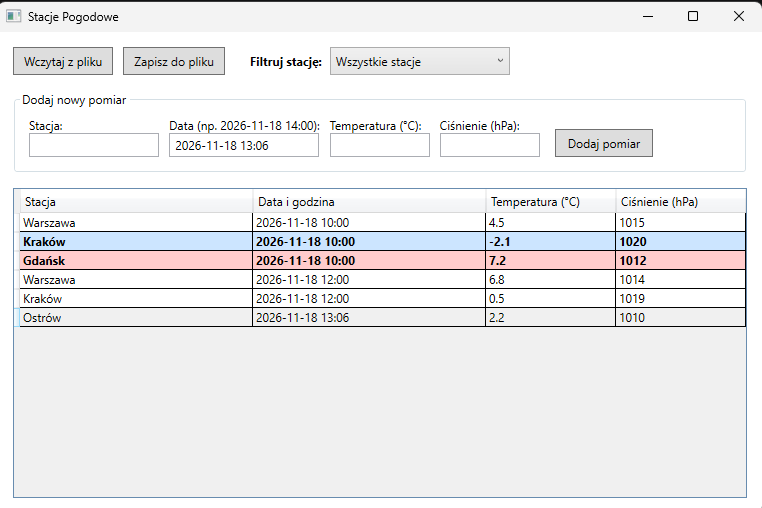 Stacje Pogodowe
Wczytaj z pliku Zapisz do pliku Filtruj stację: Wszystkie stacje
Dodaj nowy pomiar
Stacja: Data (np. 2026-11-18 14:00): Temperatura (°C): Ciśnienie (hPa):
2026-11-18 13:06 Dodaj pomiar
Stacja Data i godzina Temperatura (°C) Ciśnienie (hPa)
Warszawa 2026-11-18 10:00 4.5 1015
Kraków 2026-11-18 10:00 -2.1 1020
Gdańsk 2026-11-18 10:00 7.2 1012
Warszawa 2026-11-18 12:00 6.8 1014
Kraków 2026-11-18 12:00 0.5 1019
Ostrów 2026-11-18 13:06 2.2 1010